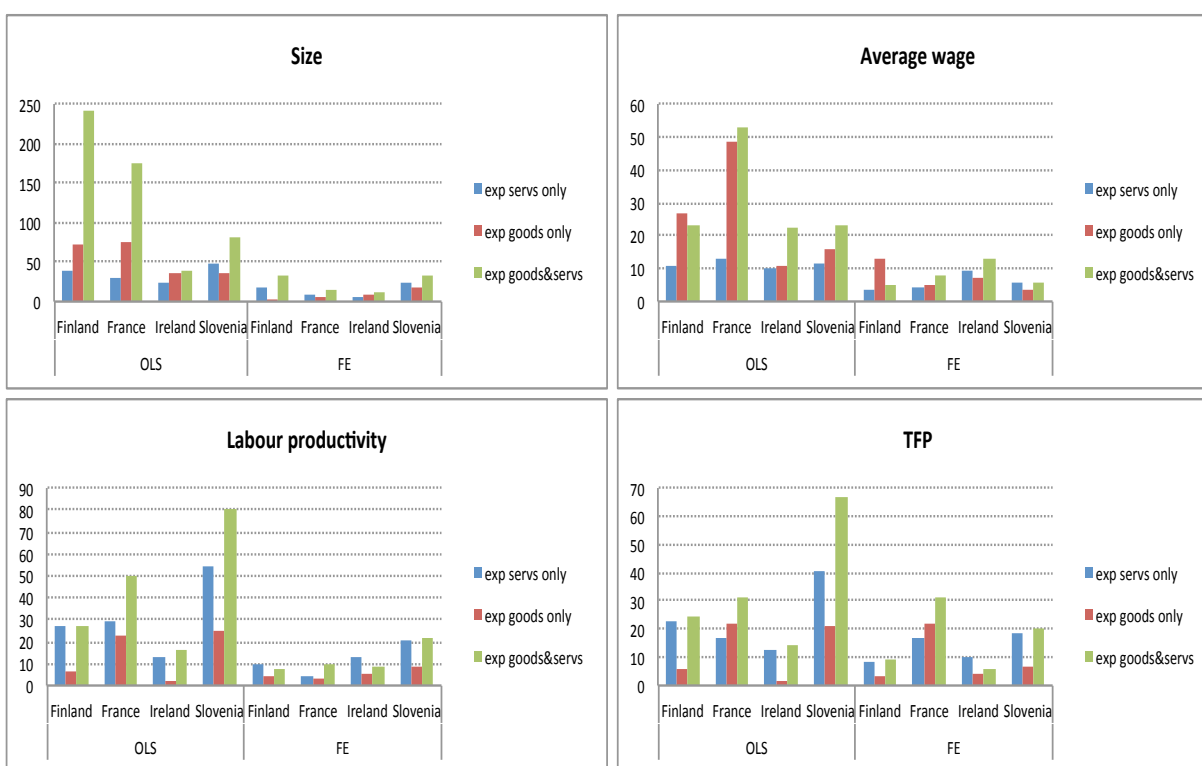 Size
250
200
150
100
50
0
Finland France Ireland Slovenia Finland France Ireland Slovenia
OLS FE
exp servs only
exp goods only
exp goods&servs
Average wage
60
50
40
30
20
10
0
Finland France Ireland Slovenia Finland France Ireland Slovenia
OLS FE
exp servs only
exp goods only
exp goods&servs
Labour productivity
90
80
70
60
50
40
30
20
10
0
Finland France Ireland Slovenia Finland France Ireland Slovenia
OLS FE
exp servs only
exp goods only
exp goods&servs
TFP
70
60
50
40
30
20
10
0
Finland France Ireland Slovenia Finland France Ireland Slovenia
OLS FE
exp servs only
exp goods only
exp goods&servs